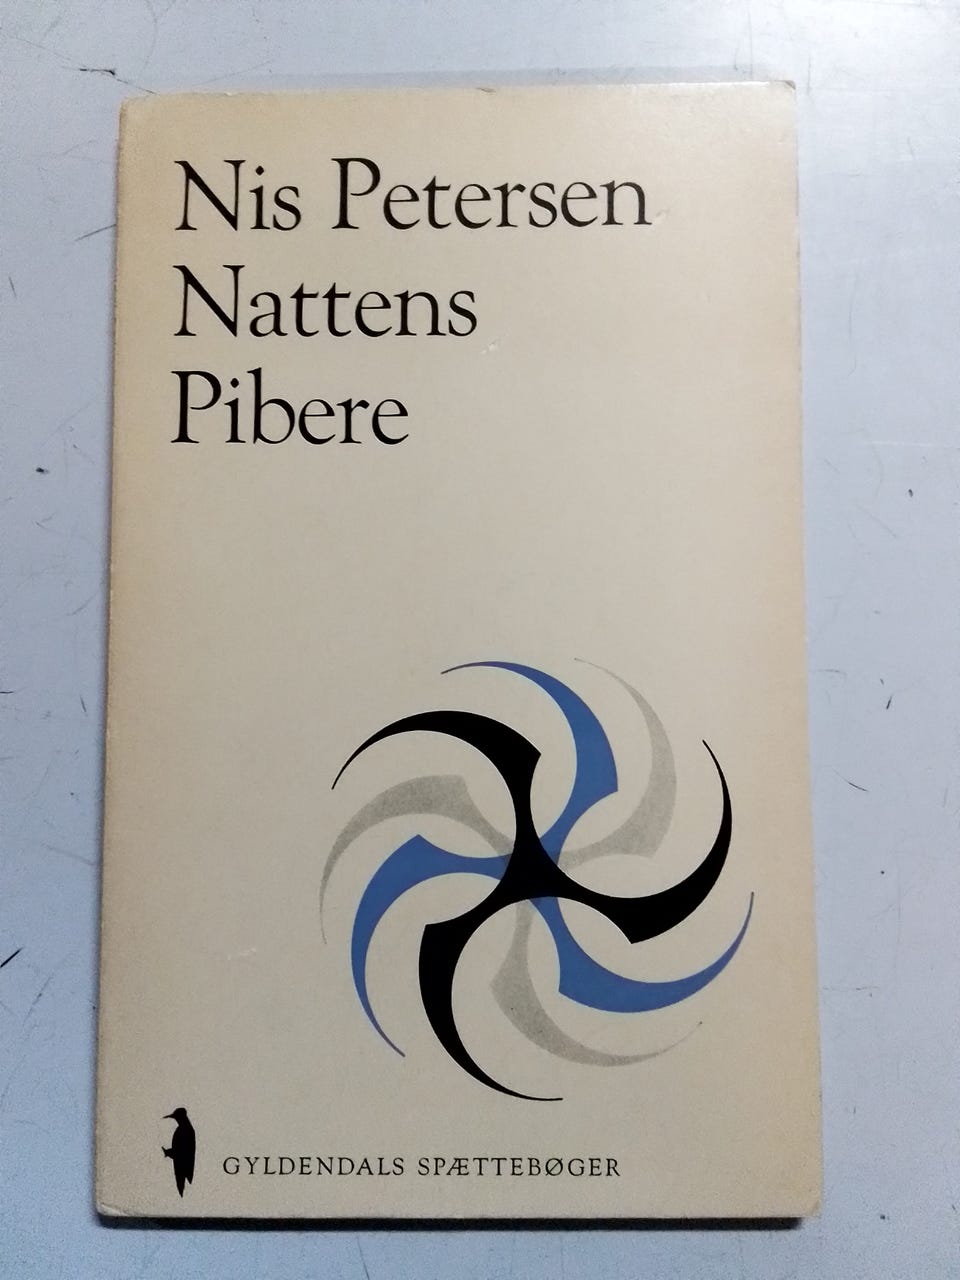 Nis Petersen
Nattens
Pibere
GYLDENDALS SPÆTTEBØGER